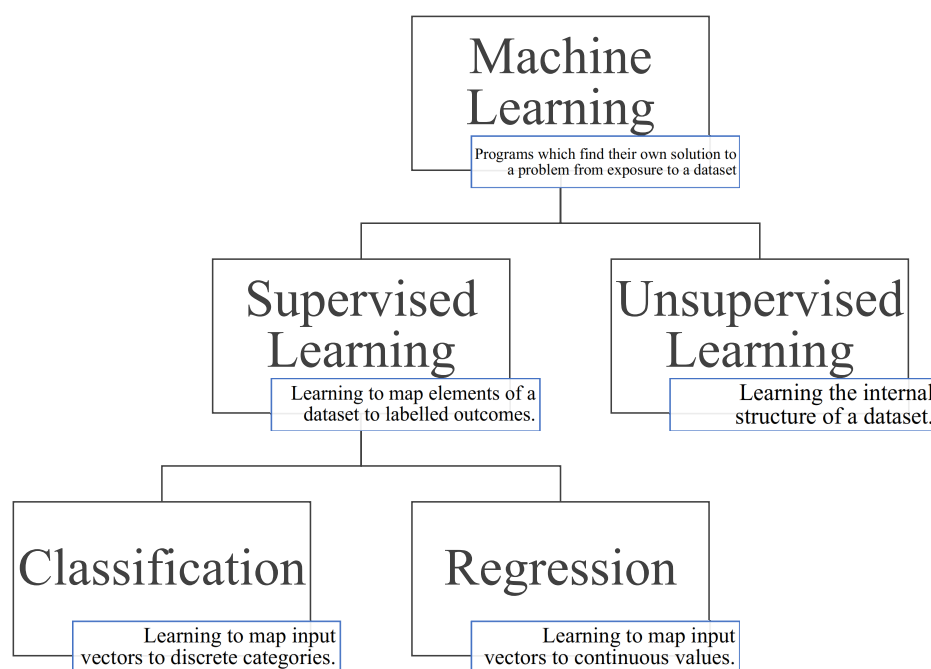 Machine
Learning
Programs which find their own solution to
a problem from exposure to a dataset
Supervised
Learning
Learning to map elements of a
dataset to labelled outcomes.
Unsupervised
Learning
Learning the internal
structure of a dataset.
Classification
Learning to map input
vectors to discrete categories.
Regression
Learning to map input
vectors to continuous values.